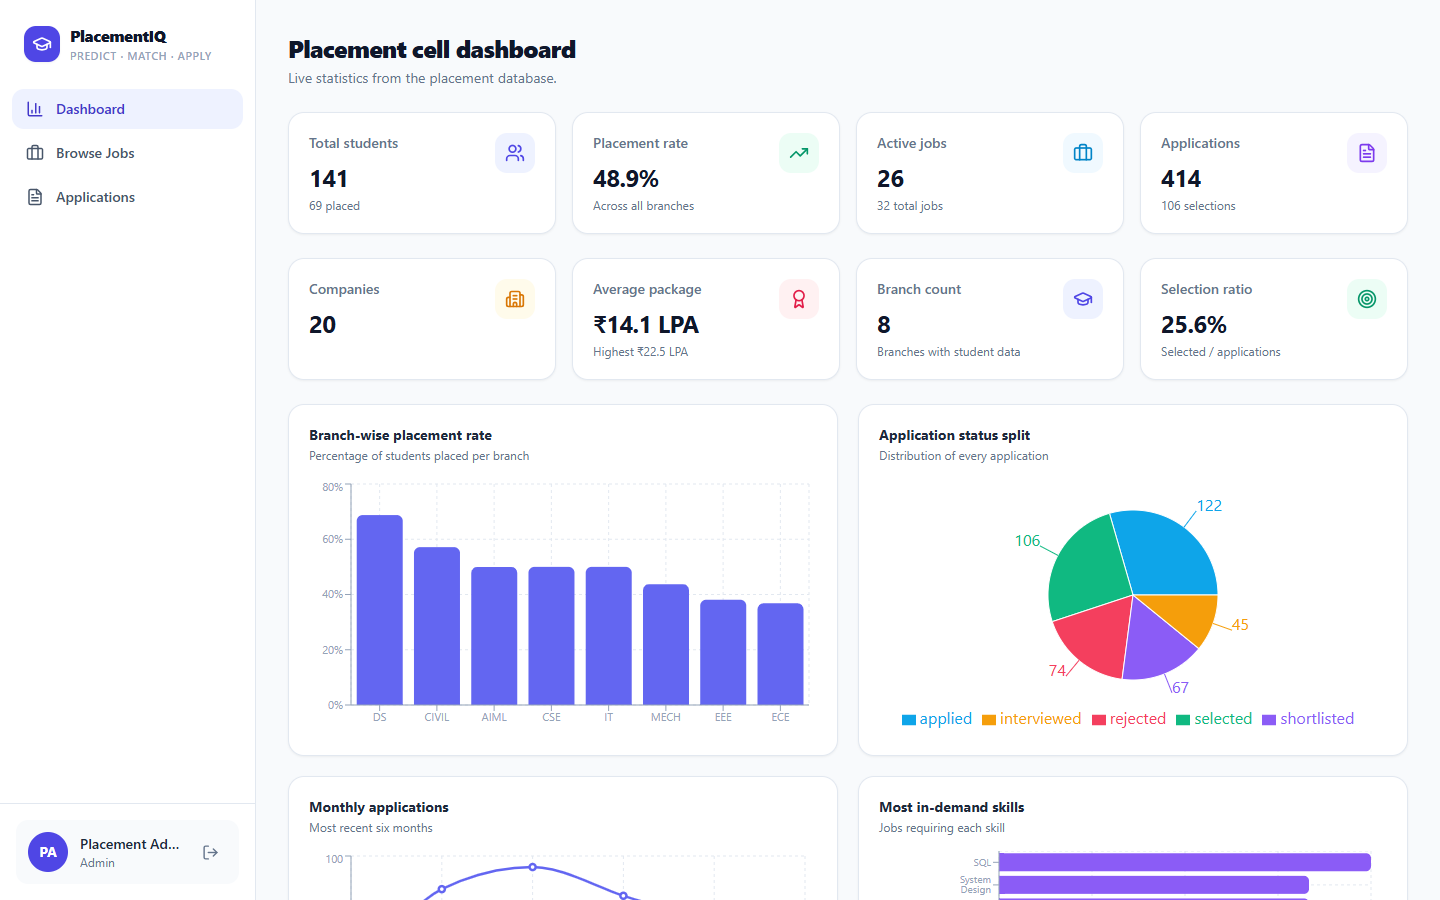 PlacementIQ
PREDICT · MATCH · APPLY
Dashboard
Browse Jobs
Applications
PA
Placement Ad...
Admin
Placement cell dashboard
Live statistics from the placement database.
Total students
141
69 placed
Placement rate
48.9%
Across all branches
Active jobs
26
32 total jobs
Applications
414
106 selections
Companies
20
Average package
₹14.1 LPA
Highest ₹22.5 LPA
Branch count
8
Branches with student data
Selection ratio
25.6%
Selected / applications
Branch-wise placement rate
Percentage of students placed per branch
80%
60%
40%
20%
0%
DS CIVIL AIML CSE IT MECH EEE ECE
Application status split
Distribution of every application
122
106
45
74
67
applied interviewed rejected selected shortlisted
Monthly applications
Most recent six months
100
Most in-demand skills
Jobs requiring each skill
SQL
System
Design